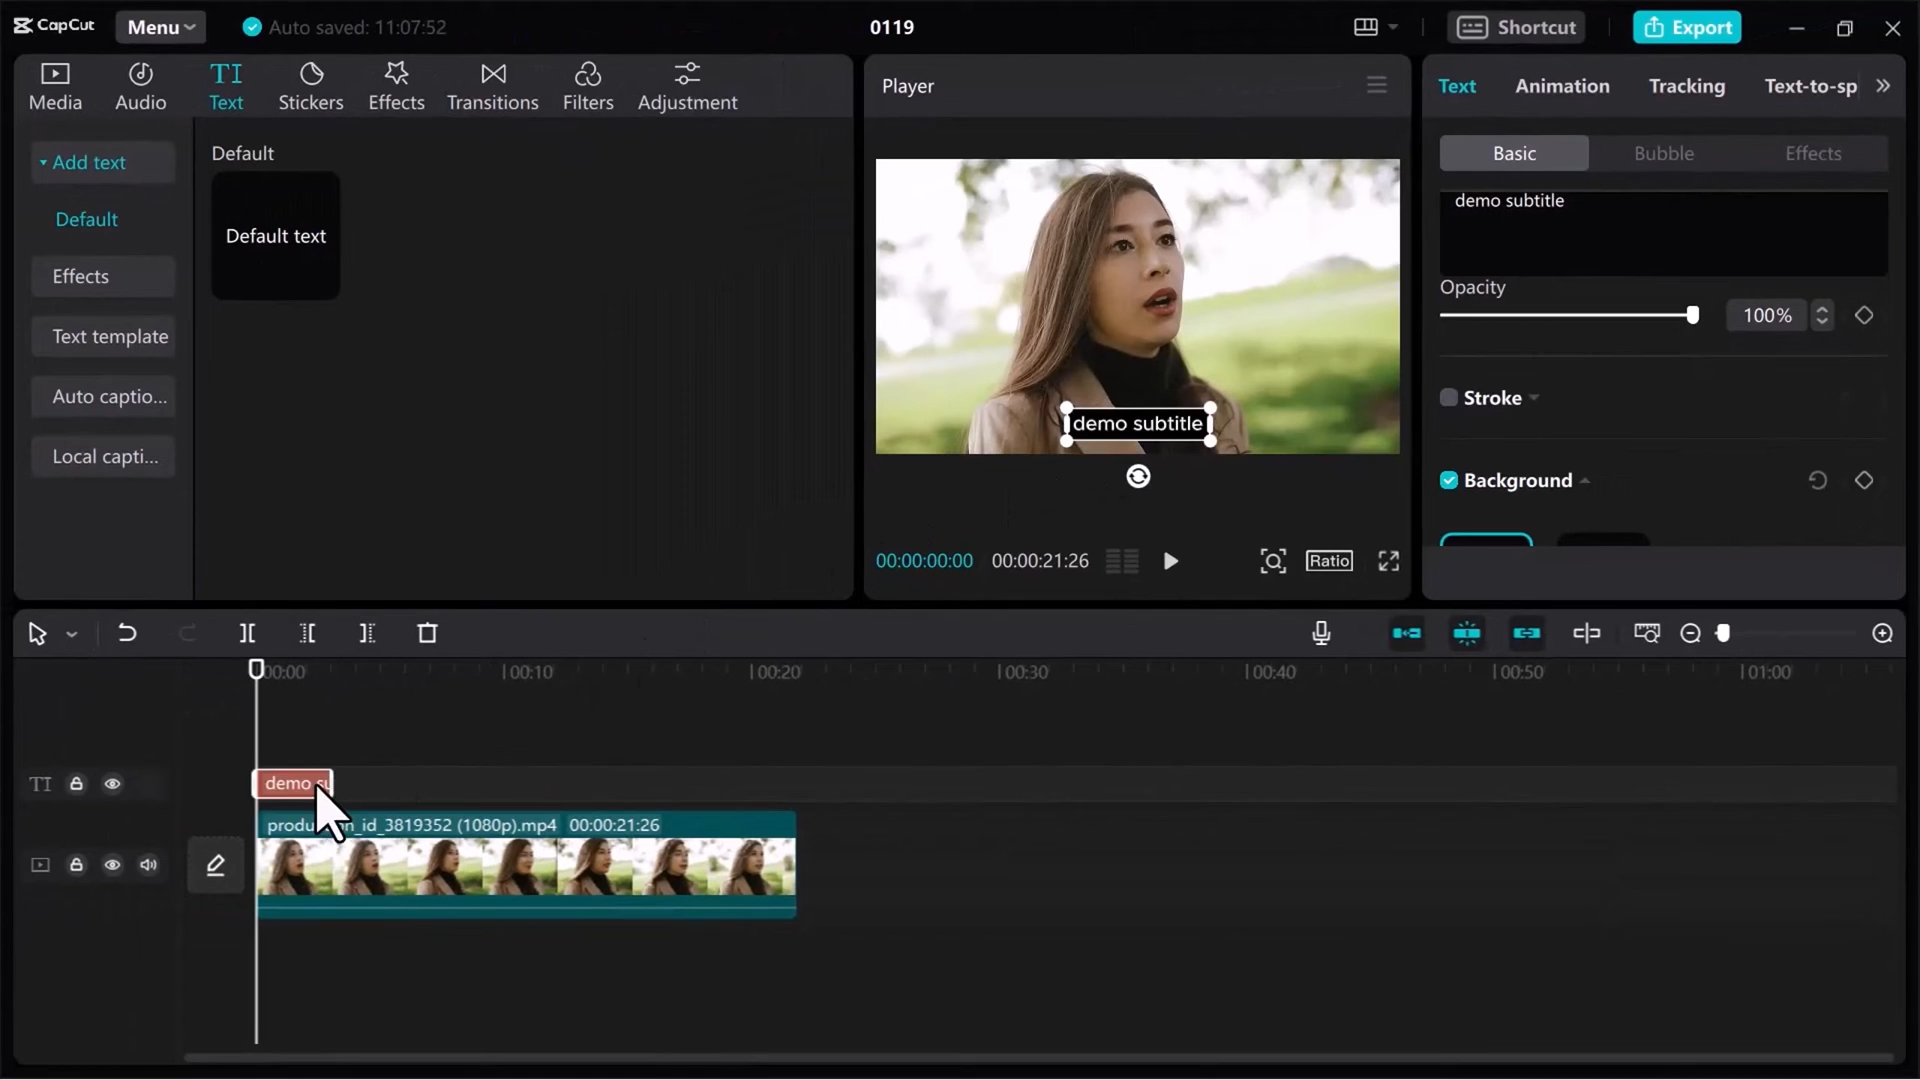 CapCut
Menu
Auto saved: 11:07:52
0119
Shortcut
Export
Media
Audio
TI
Text
Stickers
Effects
Transitions
Filters
Adjustment
Add text
Default
Effects
Text template
Auto captio...
Local capti...
Default
Default text
Player
demo subtitle
00:00:00:00
00:00:21:26
Ratio
Text
Animation
Tracking
Text-to-sp
Basic
Bubble
Effects
demo subtitle
Opacity
100%
Stroke
Background
00:00
00:10
00:20
00:30
00:40
00:50
01:00
TI
demo su
produ n_id_3819352 (1080p).mp4 00:00:21:26